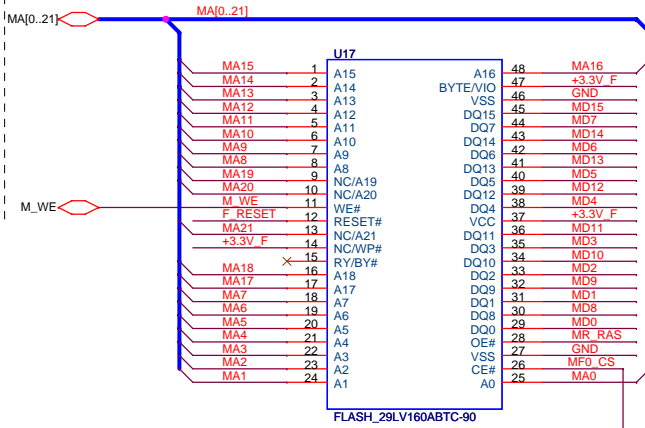 MA[0..21]
MA[0..21]
U17
MA15 1 A15 A16 48 MA16
MA14 2 A14 BYTE/VIO 47 +3.3V_F
MA13 3 A13 VSS 46 GND
MA12 4 A12 DQ15 45 MD15
MA11 5 A11 DQ7 44 MD7
MA10 6 A10 DQ14 43 MD14
MA9 7 A9 DQ6 42 MD6
MA8 8 A8 DQ13 41 MD13
MA19 9 NC/A19 DQ5 40 MD5
MA20 10 NC/A20 DQ12 39 MD12
M_WE M_WE 11 WE# DQ4 38 MD4
F_RESET 12 RESET# VCC 37 +3.3V_F
MA21 13 NC/A21 DQ11 36 MD11
+3.3V_F 14 NC/WP# DQ3 35 MD3
15 RY/BY# DQ10 34 MD10
MA18 16 A18 DQ2 33 MD2
MA17 17 A17 DQ9 32 MD9
MA7 18 A7 DQ1 31 MD1
MA6 19 A6 DQ8 30 MD8
MA5 20 A5 DQ0 29 MD0
MA4 21 A4 OE# 28 MR_RAS
MA3 22 A3 VSS 27 GND
MA2 23 A2 CE# 26 MF0_CS
MA1 24 A1 A0 25 MA0
FLASH_29LV160ABTC-90